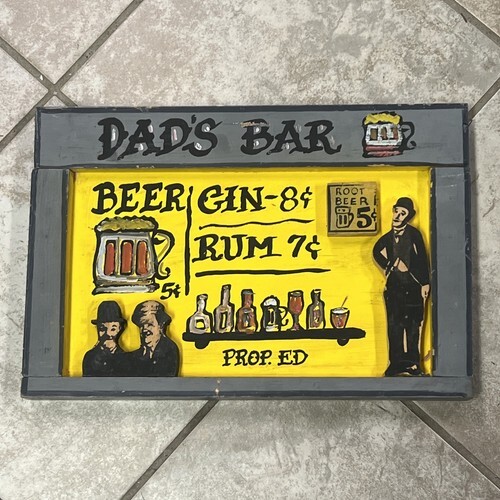 DAD'S BAR
BEER
5¢
GIN-8¢
RUM 7¢
ROOT
BEER
5¢
PROP. ED